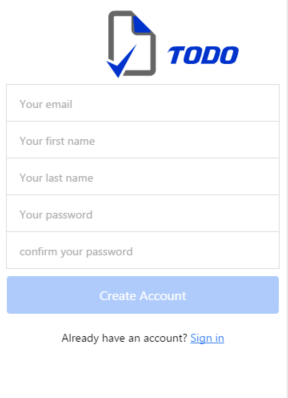 TODO
Your email
Your first name
Your last name
Your password
confirm your password
Create Account
Already have an account? Sign in